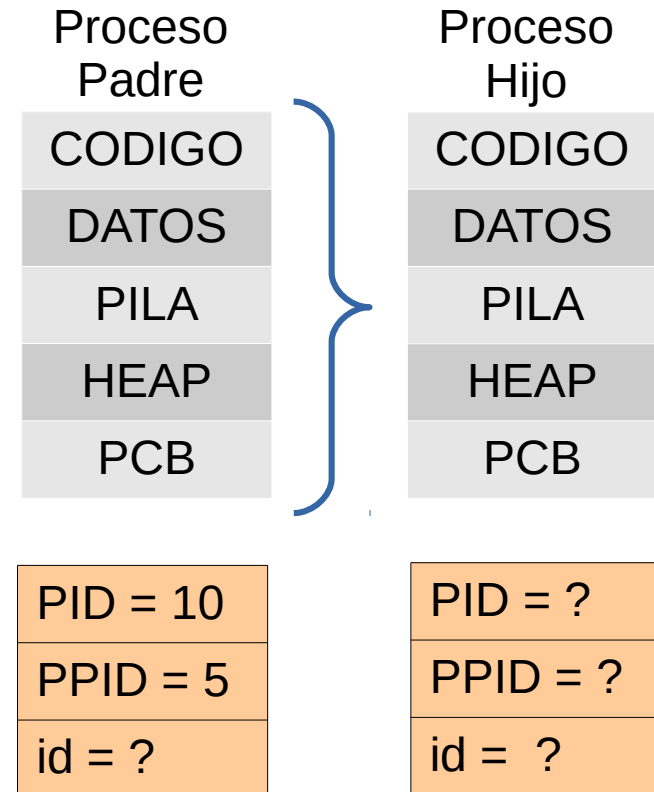 Proceso
Padre
CODIGO
DATOS
PILA
HEAP
PCB
PID = 10
PPID = 5
id = ?
Proceso
Hijo
CODIGO
DATOS
PILA
HEAP
PCB
PID = ?
PPID = ?
id =  ?